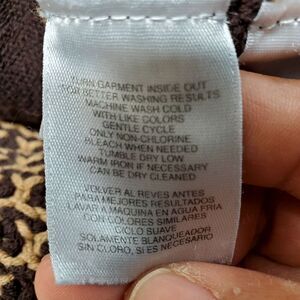 TURN GARMENT INSIDE OUT
FOR BETTER WASHING RESULTS
MACHINE WASH COLD
WITH LIKE COLORS
GENTLE CYCLE
ONLY NON-CHLORINE
BLEACH WHEN NEEDED
TUMBLE DRY LOW
WARM IRON IF NECESSARY
CAN BE DRY CLEANED
VOLVER AL REVES ANTES
PARA MEJORES RESULTADOS
LAVAR A MAQUINA EN AGUA FRIA
CON COLORES SIMILARES
CICLO SUAVE
SOLAMENTE BLANQUEADOR
SIN CLORO, SI ES NECESARIO